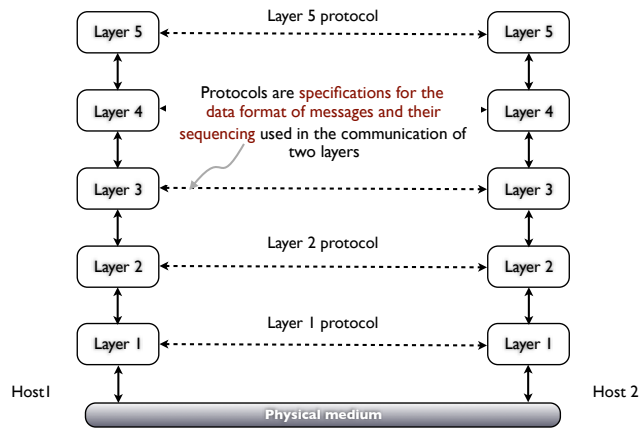 Layer 5 protocol
Layer 5
Layer 5
Protocols are specifications for the
data format of messages and their
sequencing used in the communication of
two layers
Layer 4
Layer 4
Layer 3
Layer 3
Layer 2 protocol
Layer 2
Layer 2
Layer 1 protocol
Layer 1
Layer 1
Host1
Host 2
Physical medium